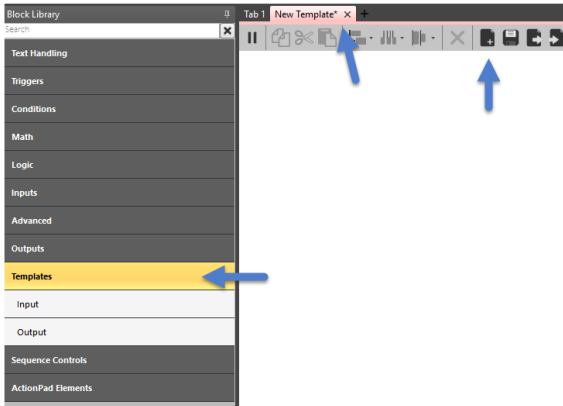 Block Library
Tab 1 New Template* ×
Search
Text Handling
Triggers
Conditions
Math
Logic
Inputs
Advanced
Outputs
Templates
Input
Output
Sequence Controls
ActionPad Elements